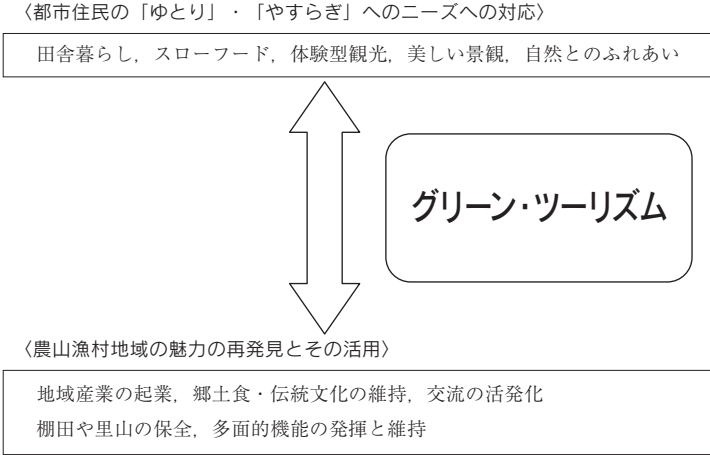 〈都市住民の「ゆとり」・「やすらぎ」へのニーズへの対応〉
田舎暮らし，スローフード，体験型観光，美しい景観，自然とのふれあい
グリーン・ツーリズム
〈農山漁村地域の魅力の再発見とその活用〉
地域産業の起業，郷土食・伝統文化の維持，交流の活発化
棚田や里山の保全，多面的機能の発揮と維持